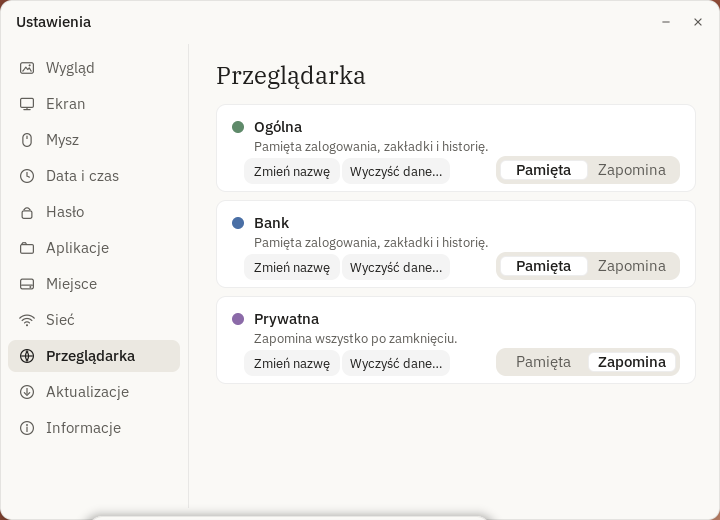 Ustawienia
Wygląd
Ekran
Mysz
Data i czas
Hasło
Aplikacje
Miejsce
Sieć
Przeglądarka
Aktualizacje
Informacje
Przeglądarka
Ogólna
Pamięta zalogowania, zakładki i historię.
Zmień nazwę Wyczyść dane... Pamięta Zapomina
Bank
Pamięta zalogowania, zakładki i historię.
Zmień nazwę Wyczyść dane... Pamięta Zapomina
Prywatna
Zapomina wszystko po zamknięciu.
Zmień nazwę Wyczyść dane... Pamięta Zapomina